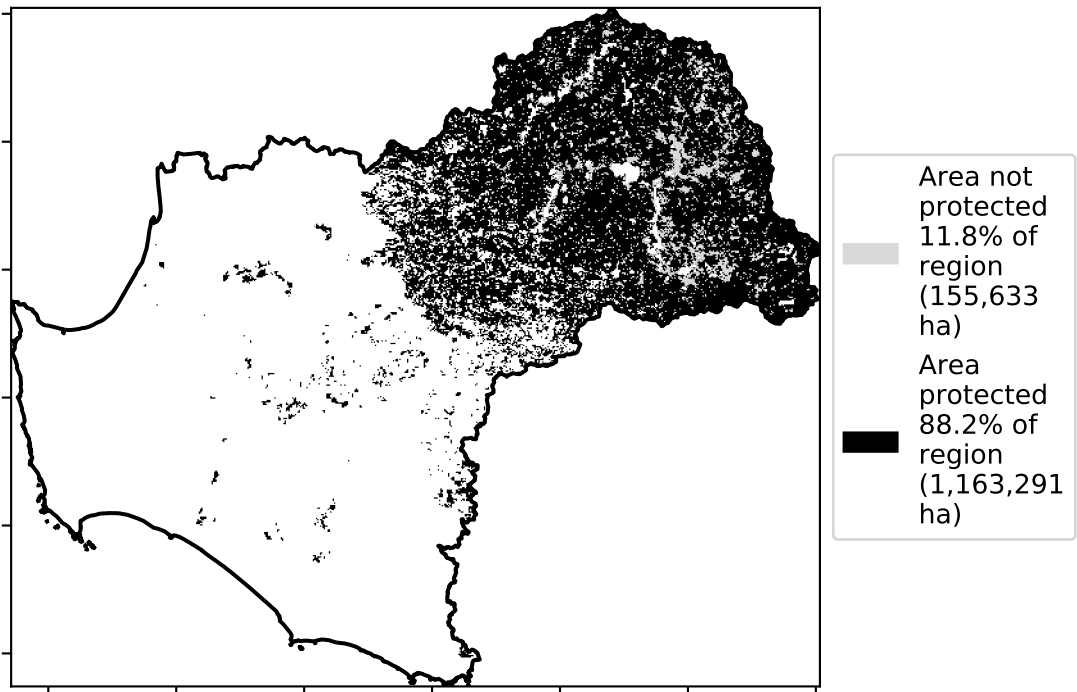 Area not
protected
11.8% of
region
(155,633
ha)
Area
protected
88.2% of
region
(1,163,291
ha)